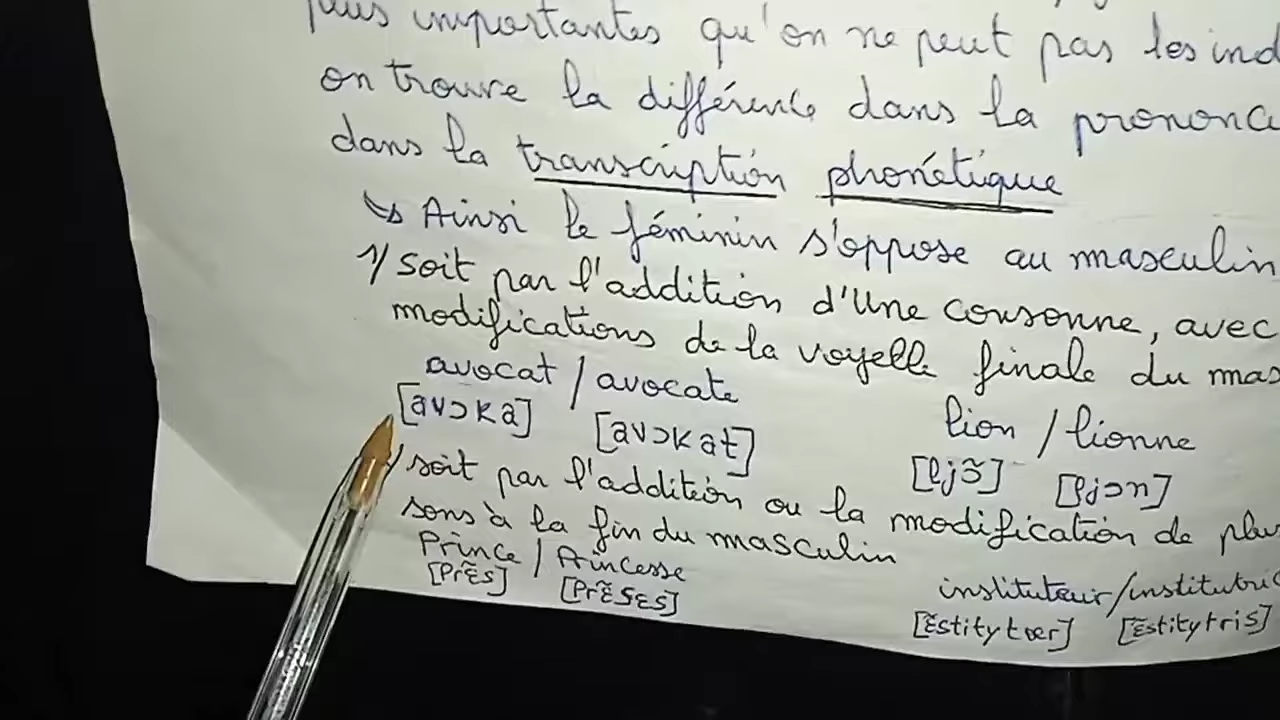 plus importantes qu'on ne peut pas les ind
on trouve la différence dans la prononc
dans la transcription phonétique
↳ Ainsi le féminin s'oppose au masculin
1/ soit par l'addition d'une consonne, avec
modifications de la voyelle finale du mas
avocat / avocate
[avɔka] [avɔkat]
lion / lionne
[ljɔ̃] [ljɔn]
/ soit par l'addition ou la modification de plu
sons à la fin du masculin
Prince / Princesse
[Prɛ̃s] [Prɛ̃sɛs]
instituteur/institutri
[ɛ̃stitytœr] [ɛ̃stitytris]